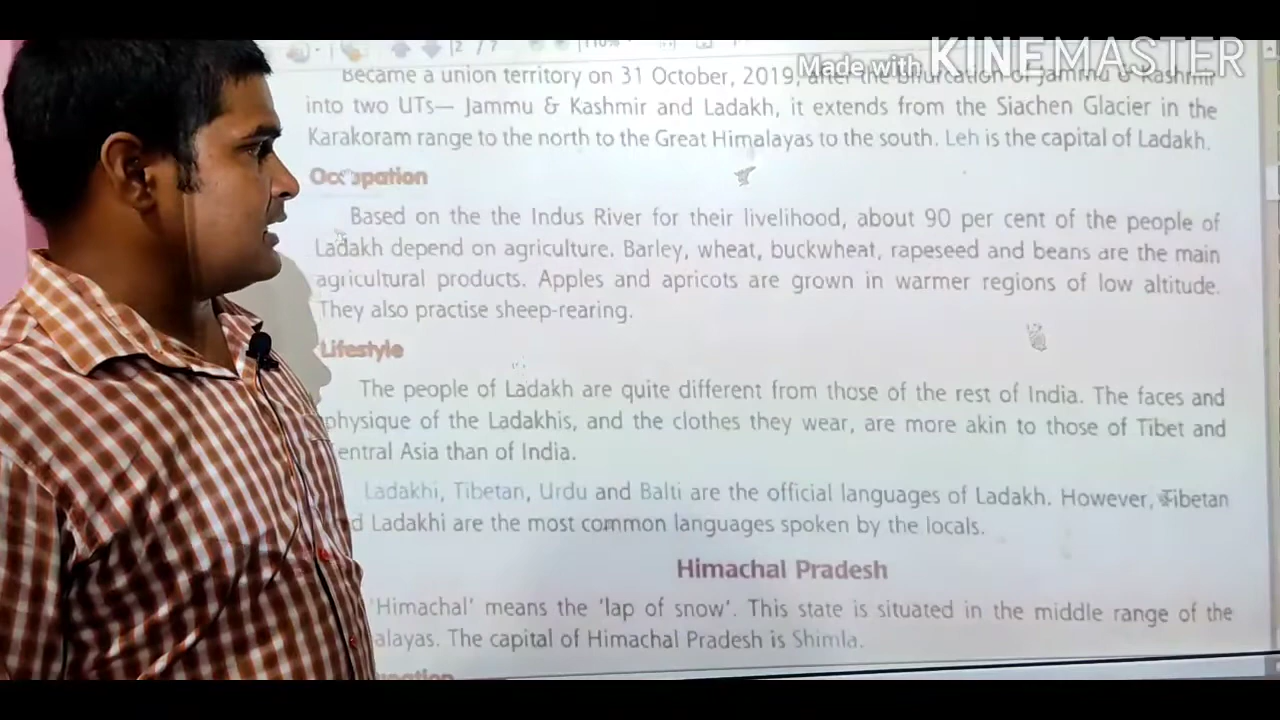 2 / 7
Made with KINEMASTER
Became a union territory on 31 October, 2019, after the bifurcation of Jammu & Kashmir
into two UTs— Jammu & Kashmir and Ladakh, it extends from the Siachen Glacier in the
Karakoram range to the north to the Great Himalayas to the south. Leh is the capital of Ladakh.
Occupation
Based on the the Indus River for their livelihood, about 90 per cent of the people of
Ladakh depend on agriculture. Barley, wheat, buckwheat, rapeseed and beans are the main
agricultural products. Apples and apricots are grown in warmer regions of low altitude.
They also practise sheep-rearing.
Lifestyle
The people of Ladakh are quite different from those of the rest of India. The faces and
physique of the Ladakhis, and the clothes they wear, are more akin to those of Tibet and
entral Asia than of India.
Ladakhi, Tibetan, Urdu and Balti are the official languages of Ladakh. However, Tibetan
d Ladakhi are the most common languages spoken by the locals.
Himachal Pradesh
'Himachal' means the 'lap of snow'. This state is situated in the middle range of the
alayas. The capital of Himachal Pradesh is Shimla.